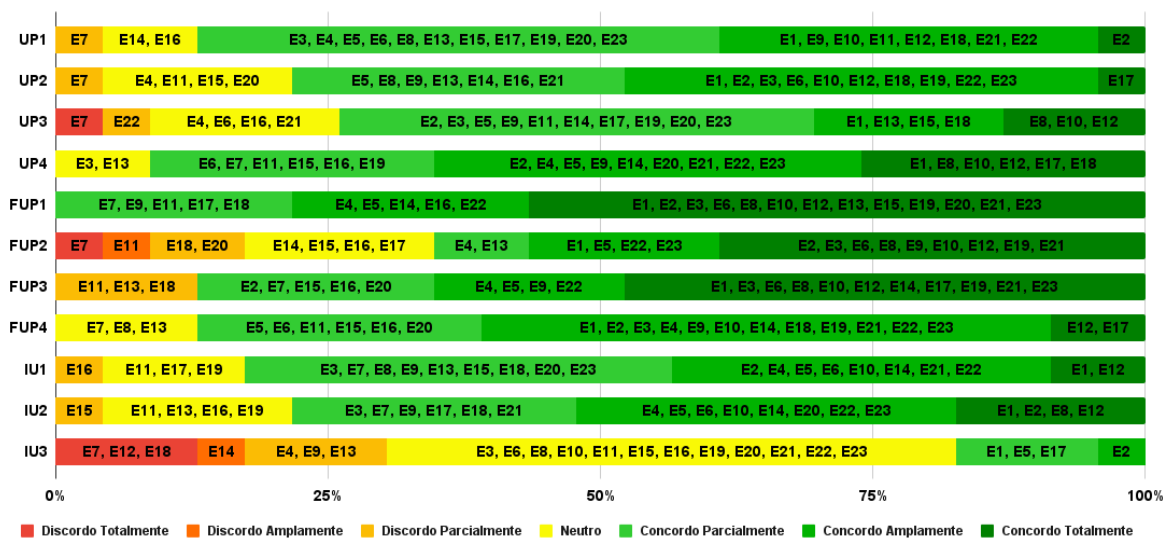 UP1 E7 E14, E16 E3, E4, E5, E6, E8, E13, E15, E17, E19, E20, E23 E1, E9, E10, E11, E12, E18, E21, E22 E2
UP2 E7 E4, E11, E15, E20 E5, E8, E9, E13, E14, E16, E21 E1, E2, E3, E6, E10, E12, E18, E19, E22, E23 E17
UP3 E7 E22 E4, E6, E16, E21 E2, E3, E5, E9, E11, E14, E17, E19, E20, E23 E1, E13, E15, E18 E8, E10, E12
UP4 E3, E13 E6, E7, E11, E15, E16, E19 E2, E4, E5, E9, E14, E20, E21, E22, E23 E1, E8, E10, E12, E17, E18
FUP1 E7, E9, E11, E17, E18 E4, E5, E14, E16, E22 E1, E2, E3, E6, E8, E10, E12, E13, E15, E19, E20, E21, E23
FUP2 E7 E11 E18, E20 E14, E15, E16, E17 E4, E13 E1, E5, E22, E23 E2, E3, E6, E8, E9, E10, E12, E19, E21
FUP3 E11, E13, E18 E2, E7, E15, E16, E20 E4, E5, E9, E22 E1, E3, E6, E8, E10, E12, E14, E17, E19, E21, E23
FUP4 E7, E8, E13 E5, E6, E11, E15, E16, E20 E1, E2, E3, E4, E9, E10, E14, E18, E19, E21, E22, E23 E12, E17
IU1 E16 E11, E17, E19 E3, E7, E8, E9, E13, E15, E18, E20, E23 E2, E4, E5, E6, E10, E14, E21, E22 E1, E12
IU2 E15 E11, E13, E16, E19 E3, E7, E9, E17, E18, E21 E4, E5, E6, E10, E14, E20, E22, E23 E1, E2, E8, E12
IU3 E7, E12, E18 E14 E4, E9, E13 E3, E6, E8, E10, E11, E15, E16, E19, E20, E21, E22, E23 E1, E5, E17 E2
0% 25% 50% 75% 100%
Discordo Totalmente Discordo Amplamente Discordo Parcialmente Neutro Concordo Parcialmente Concordo Amplamente Concordo Totalmente